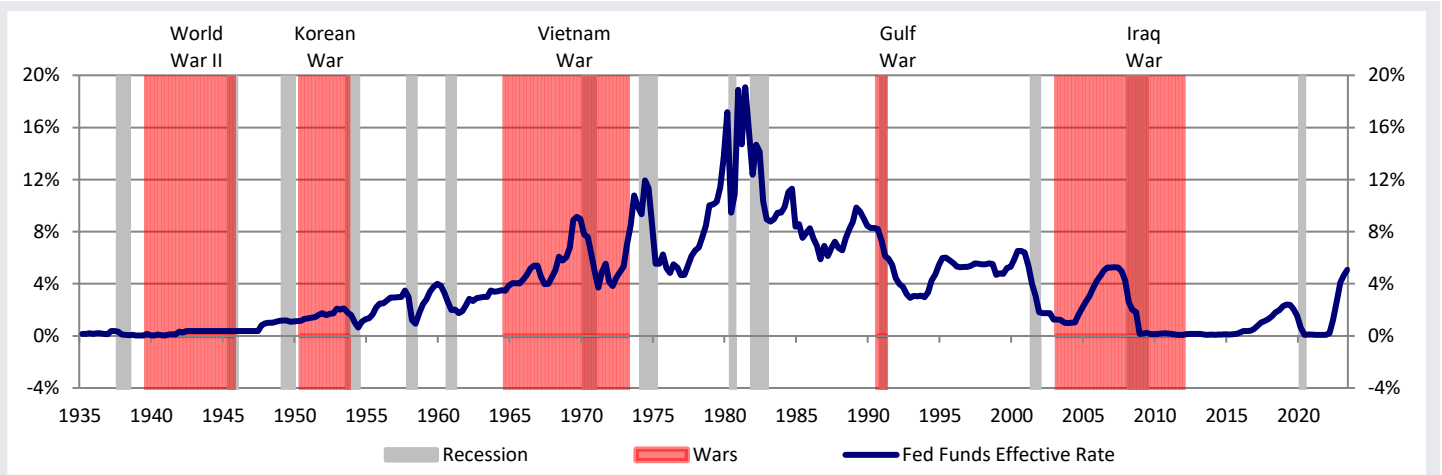 World Korean Vietnam Gulf Iraq
War II War War War War
20% 20%
16% 16%
12% 12%
8% 8%
4% 4%
0% 0%
-4% -4%
1935 1940 1945 1950 1955 1960 1965 1970 1975 1980 1985 1990 1995 2000 2005 2010 2015 2020
Recession Wars Fed Funds Effective Rate